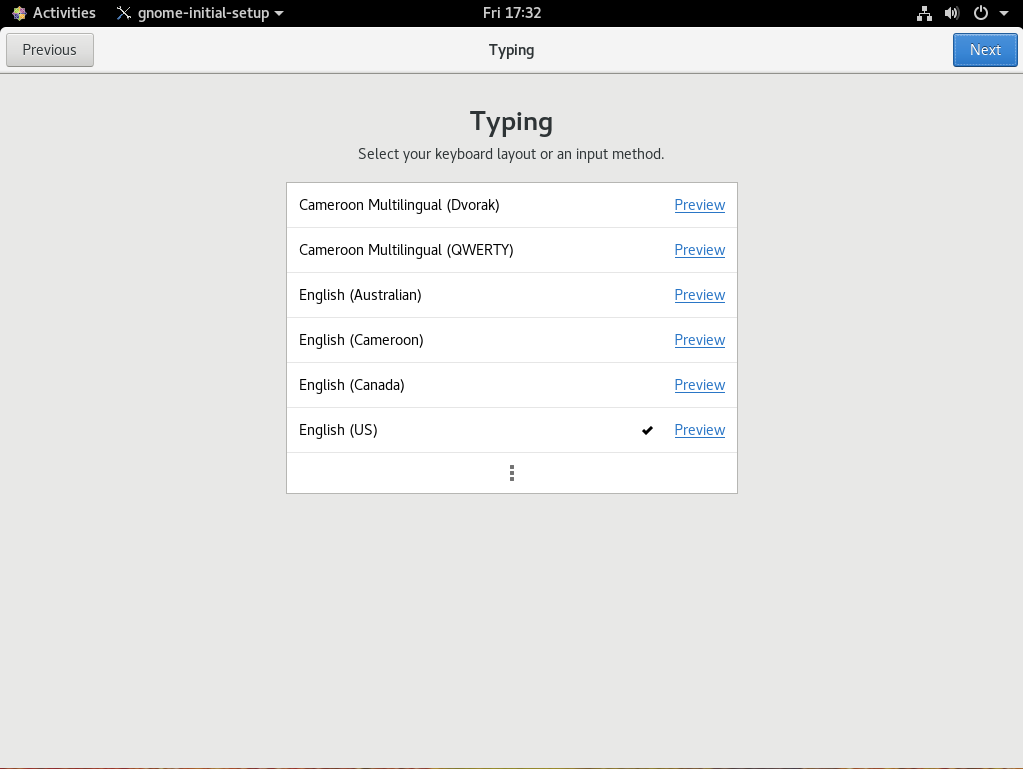 Activities gnome-initial-setup Fri 17:32
Previous Typing Next
Typing
Select your keyboard layout or an input method.
Cameroon Multilingual (Dvorak) Preview
Cameroon Multilingual (QWERTY) Preview
English (Australian) Preview
English (Cameroon) Preview
English (Canada) Preview
English (US) Preview